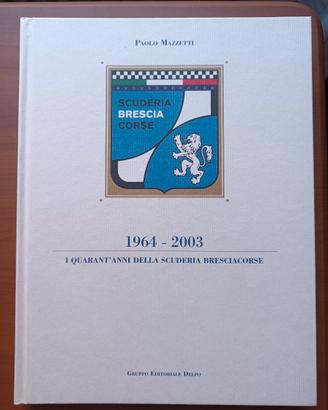 PAOLO MAZZETTI
SCUDERIA
BRESCIA
CORSE
1964 - 2003
I QUARANT'ANNI DELLA SCUDERIA BRESCIACORSE
GRUPPO EDITORIALE DELFO